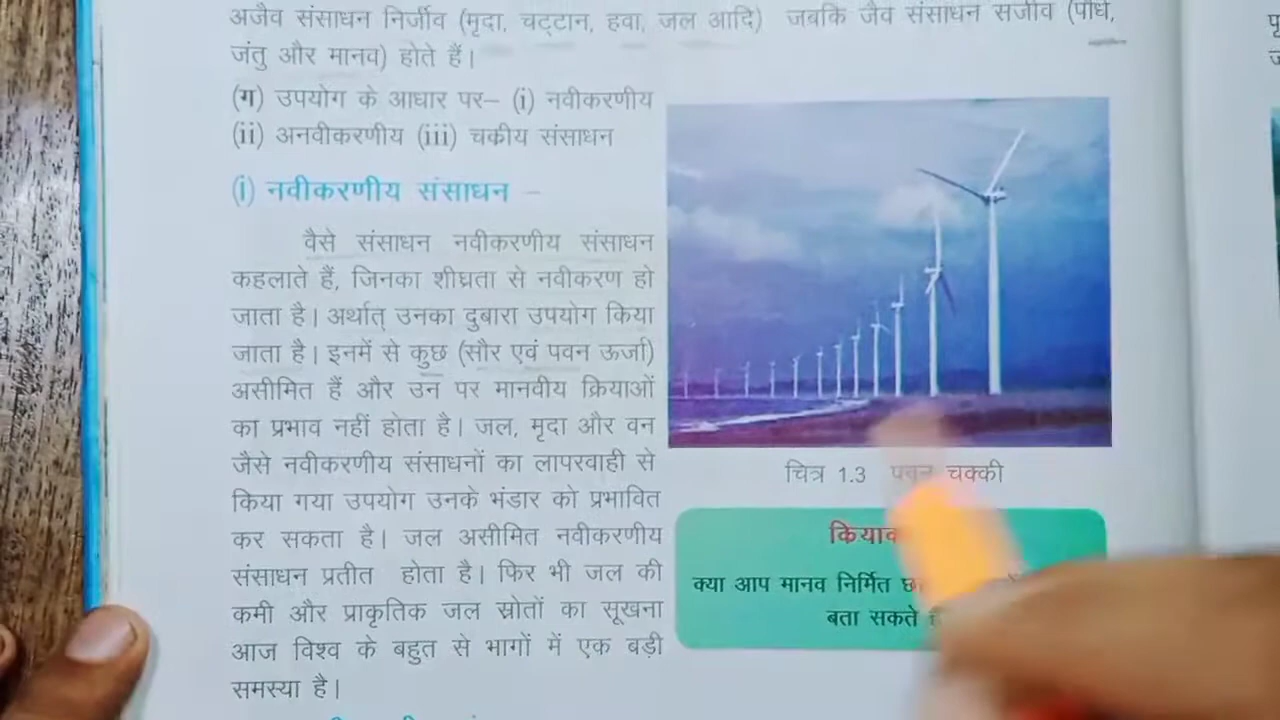 अजैव संसाधन निर्जीव (मृदा, चट्टान, हवा, जल आदि) जबकि जैव संसाधन सजीव (पौधे,
जंतु और मानव) होते हैं।
(ग) उपयोग के आधार पर– (i) नवीकरणीय
(ii) अनवीकरणीय (iii) चकीय संसाधन
(i) नवीकरणीय संसाधन –
वैसे संसाधन नवीकरणीय संसाधन
कहलाते हैं, जिनका शीघ्रता से नवीकरण हो
जाता है। अर्थात् उनका दुबारा उपयोग किया
जाता है। इनमें से कुछ (सौर एवं पवन ऊर्जा)
असीमित हैं और उन पर मानवीय क्रियाओं
का प्रभाव नहीं होता है। जल, मृदा और वन
जैसे नवीकरणीय संसाधनों का लापरवाही से
किया गया उपयोग उनके भंडार को प्रभावित
कर सकता है। जल असीमित नवीकरणीय
संसाधन प्रतीत होता है। फिर भी जल की
कमी और प्राकृतिक जल स्रोतों का सूखना
आज विश्व के बहुत से भागों में एक बड़ी
समस्या है।
चित्र 1.3 पवन चक्की
क्या आप मानव निर्मित
बता सकते